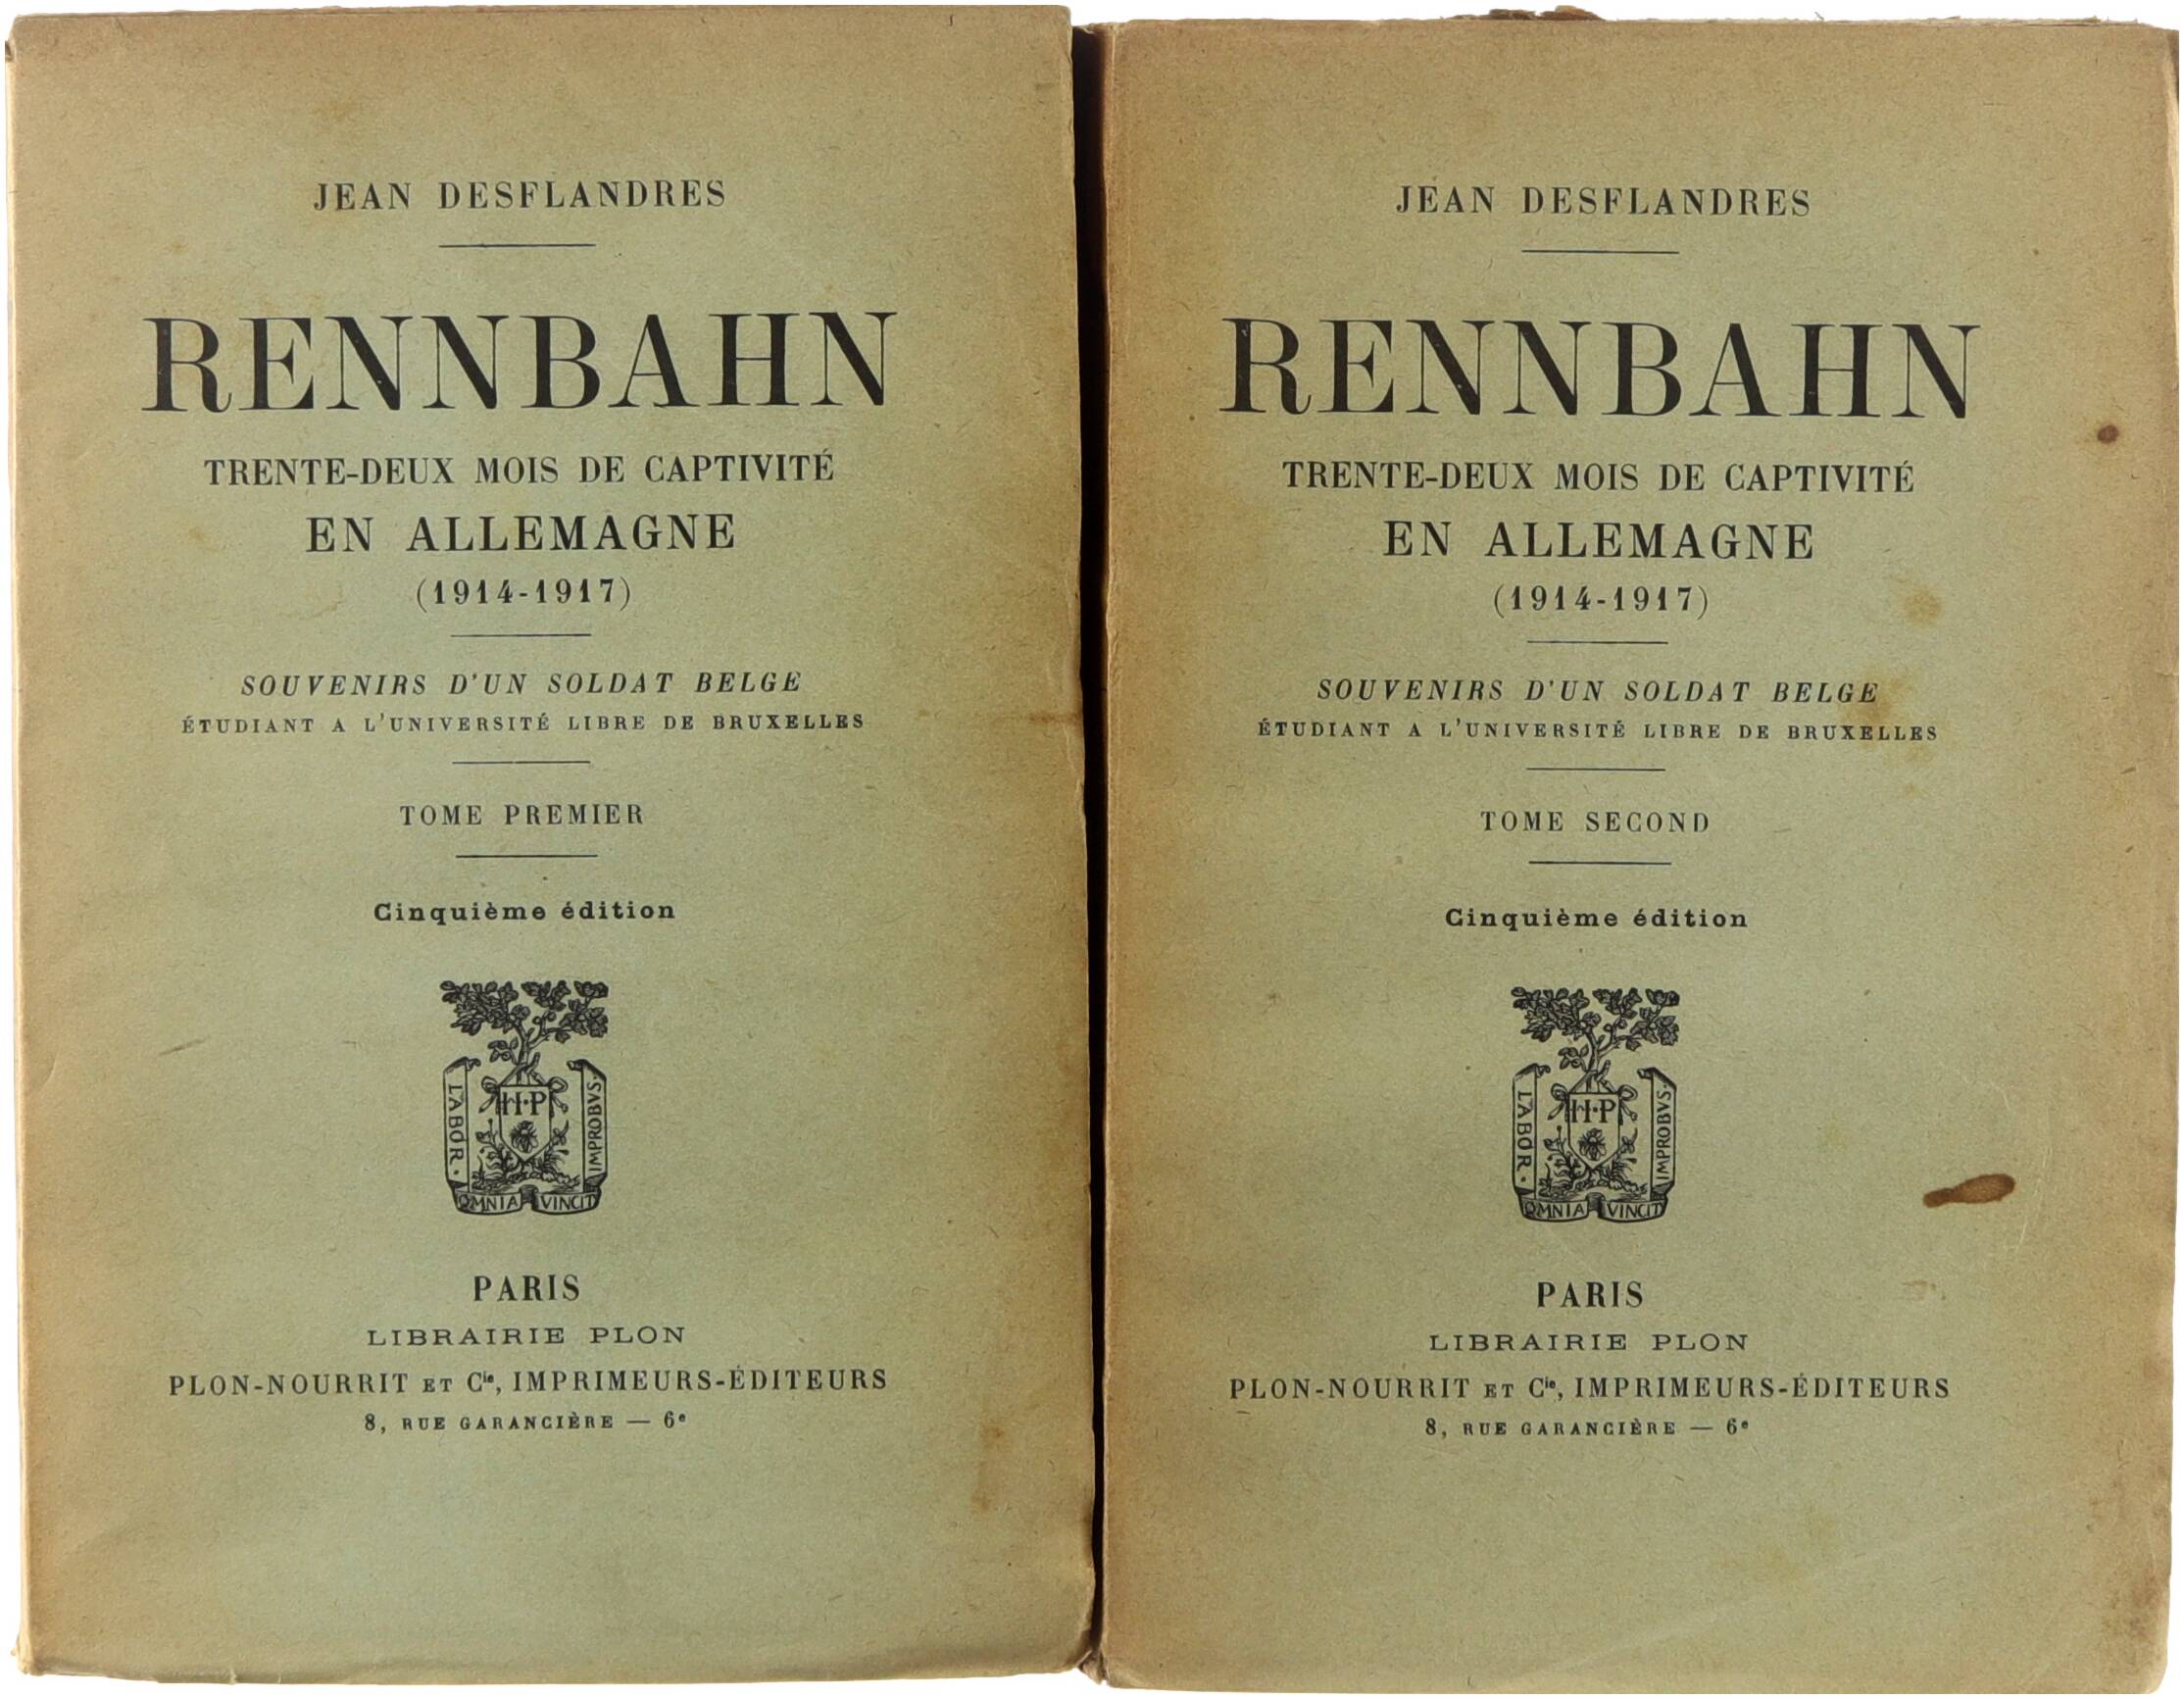 JEAN DESFLANDRES
RENNBAHN
TRENTE-DEUX MOIS DE CAPTIVITÉ
EN ALLEMAGNE
(1914-1917)
SOUVENIRS D'UN SOLDAT BELGE
ÉTUDIANT A L'UNIVERSITÉ LIBRE DE BRUXELLES
TOME PREMIER
Cinquième édition
H·P
LABOR·
IMPROBVS·
OMNIA VINCIT
PARIS
LIBRAIRIE PLON
PLON-NOURRIT ET Cie, IMPRIMEURS-ÉDITEURS
8, RUE GARANCIÈRE — 6e
JEAN DESFLANDRES
RENNBAHN
TRENTE-DEUX MOIS DE CAPTIVITÉ
EN ALLEMAGNE
(1914-1917)
SOUVENIRS D'UN SOLDAT BELGE
ÉTUDIANT A L'UNIVERSITÉ LIBRE DE BRUXELLES
TOME SECOND
Cinquième édition
H·P
LABOR·
IMPROBVS·
OMNIA VINCIT
PARIS
LIBRAIRIE PLON
PLON-NOURRIT ET Cie, IMPRIMEURS-ÉDITEURS
8, RUE GARANCIÈRE — 6e